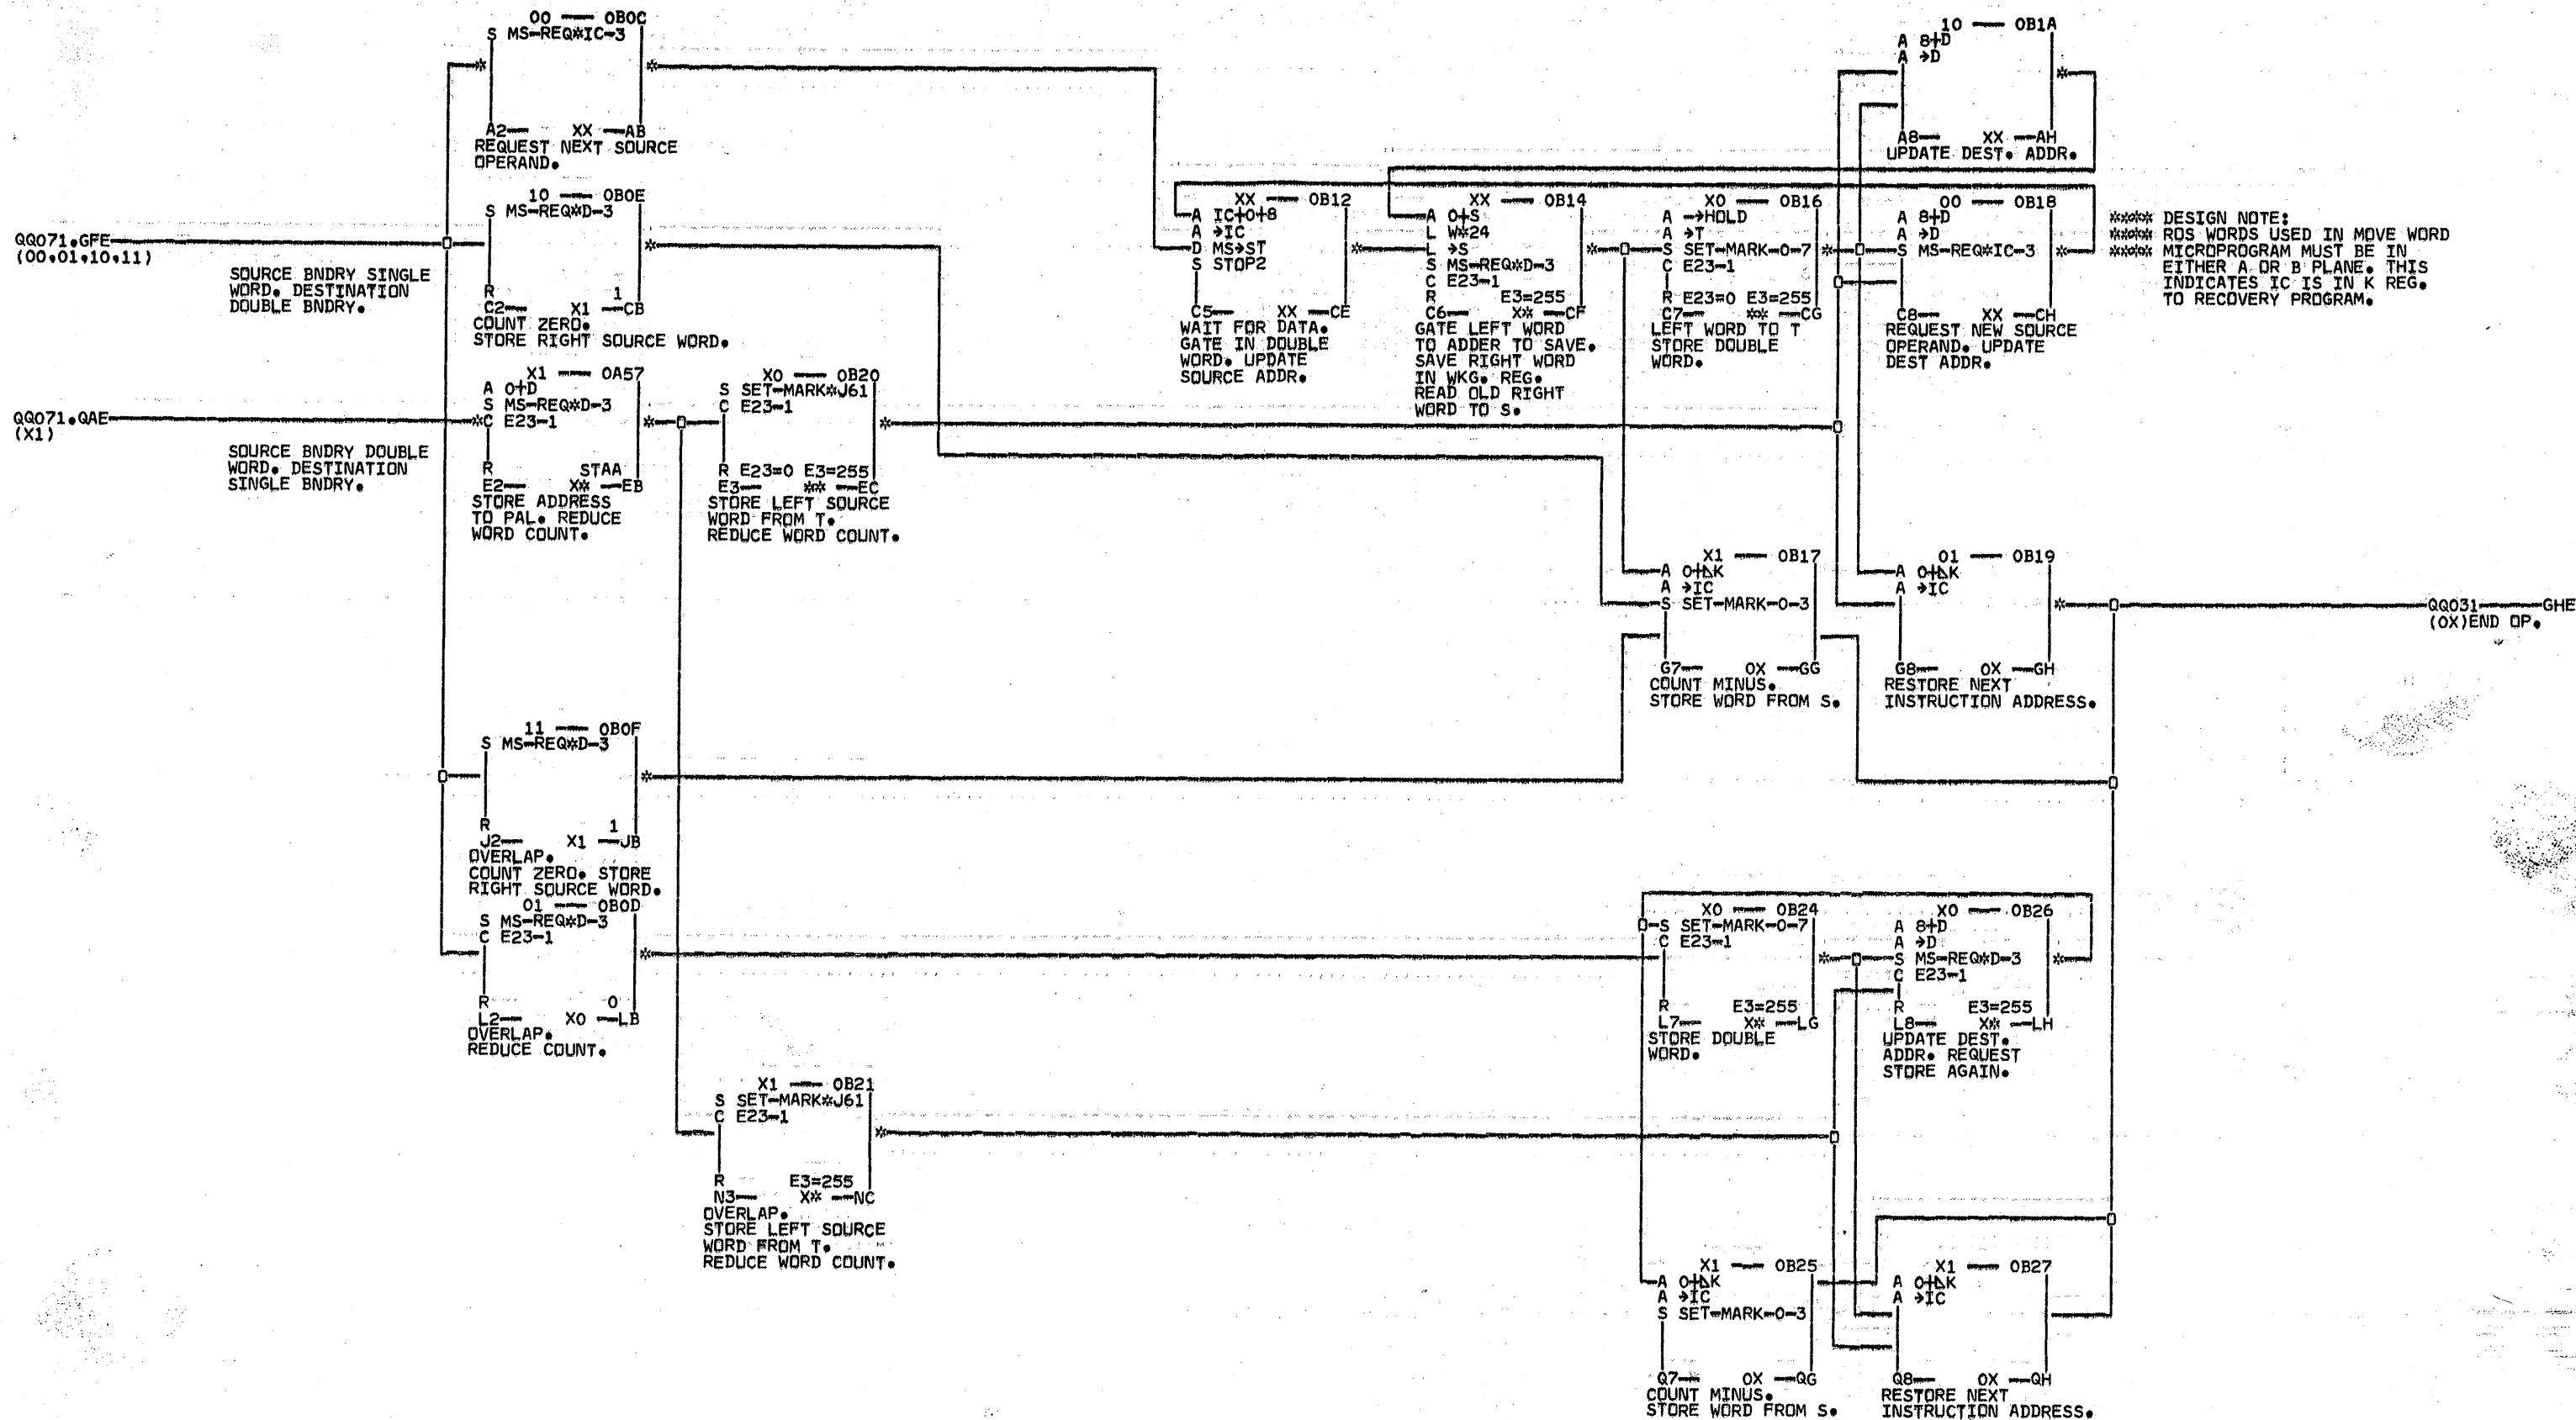 00 — 0B0C
S MS-REQ*IC-3
A2— XX —AB
REQUEST NEXT SOURCE
OPERAND.
10 — 0B0E
S MS-REQ*D-3
R 1
C2— X1 —CB
COUNT ZERO.
STORE RIGHT SOURCE WORD.
QQ071.GFE
(00,01,10,11)
SOURCE BNDRY SINGLE
WORD. DESTINATION
DOUBLE BNDRY.
X1 — 0A57
A 0+D
S MS-REQ*D-3
C E23-1
R STAA
E2— X* —EB
STORE ADDRESS
TO PAL. REDUCE
WORD COUNT.
QQ071.QAE
(X1)
SOURCE BNDRY DOUBLE
WORD. DESTINATION
SINGLE BNDRY.
X0 — 0B20
S SET-MARK*J61
C E23-1
R E23=0 E3=255
E3— ** —EC
STORE LEFT SOURCE
WORD FROM T.
REDUCE WORD COUNT.
XX — 0B12
A IC+0+8
A →IC
D MS→ST
S STOP2
C5— XX —CE
WAIT FOR DATA.
GATE IN DOUBLE
WORD. UPDATE
SOURCE ADDR.
XX — 0B14
A 0+S
L W*24
L →S
S MS-REQ*D-3
C E23-1
R E3=255
C6— X* —CF
GATE LEFT WORD
TO ADDER TO SAVE.
SAVE RIGHT WORD
IN WKG. REG.
READ OLD RIGHT
WORD TO S.
X0 — 0B16
A →HOLD
A →T
S SET-MARK-0-7
C E23-1
R E23=0 E3=255
C7— ** —CG
LEFT WORD TO T
STORE DOUBLE
WORD.
10 — 0B1A
A 8+D
A →D
A8— XX —AH
UPDATE DEST. ADDR.
00 — 0B18
A 8+D
A →D
S MS-REQ*IC-3
C8— XX —CH
REQUEST NEW SOURCE
OPERAND. UPDATE
DEST ADDR.
**** DESIGN NOTE:
**** ROS WORDS USED IN MOVE WORD
**** MICROPROGRAM MUST BE IN
EITHER A OR B PLANE. THIS
INDICATES IC IS IN K REG.
TO RECOVERY PROGRAM.
X1 — 0B17
A 0+∆K
A →IC
S SET-MARK-0-3
G7— 0X —GG
COUNT MINUS.
STORE WORD FROM S.
01 — 0B19
A 0+∆K
A →IC
G8— 0X —GH
RESTORE NEXT
INSTRUCTION ADDRESS.
QQ031 GHE
(0X)END OP.
11 — 0B0F
S MS-REQ*D-3
R 1
J2— X1 —JB
OVERLAP.
COUNT ZERO. STORE
RIGHT SOURCE WORD.
01 — 0B0D
S MS-REQ*D-3
C E23-1
R 0
L2— X0 —LB
OVERLAP.
REDUCE COUNT.
X1 — 0B21
S SET-MARK*J61
C E23-1
R E3=255
N3— X* —NC
OVERLAP.
STORE LEFT SOURCE
WORD FROM T.
REDUCE WORD COUNT.
X0 — 0B24
S SET-MARK-0-7
C E23-1
R E3=255
L7— X* —LG
STORE DOUBLE
WORD.
X0 — 0B26
A 8+D
A →D
S MS-REQ*D-3
C E23-1
R E3=255
L8— X* —LH
UPDATE DEST.
ADDR. REQUEST
STORE AGAIN.
X1 — 0B25
A 0+∆K
A →IC
S SET-MARK-0-3
Q7— 0X —QG
COUNT MINUS.
STORE WORD FROM S.
X1 — 0B27
A 0+∆K
A →IC
Q8— 0X —QH
RESTORE NEXT
INSTRUCTION ADDRESS.